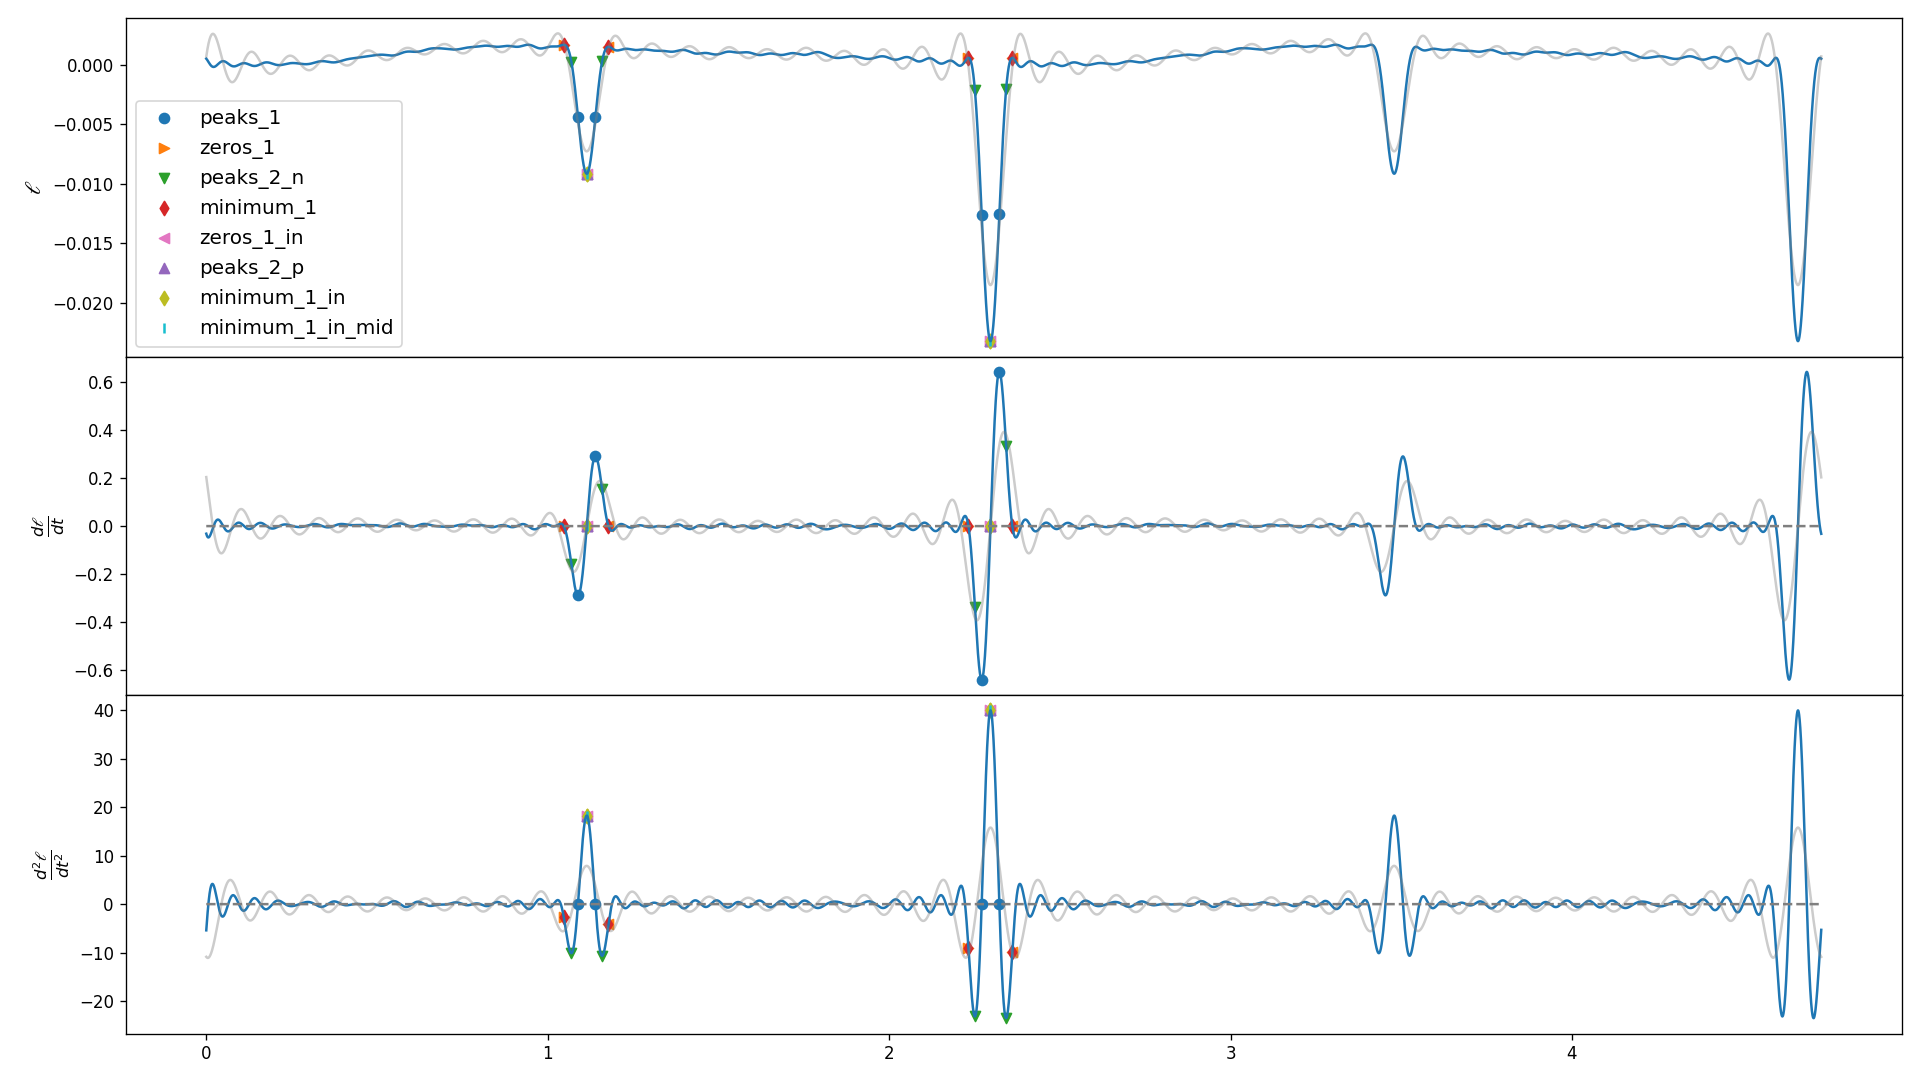 0.000
−0.005
−0.010
−0.015
−0.020
ℓ
peaks_1
zeros_1
peaks_2_n
minimum_1
zeros_1_in
peaks_2_p
minimum_1_in
minimum_1_in_mid
0.6
0.4
0.2
0.0
−0.2
−0.4
−0.6
dℓ
dt
40
30
20
10
0
−10
−20
d²ℓ
dt²
0 1 2 3 4